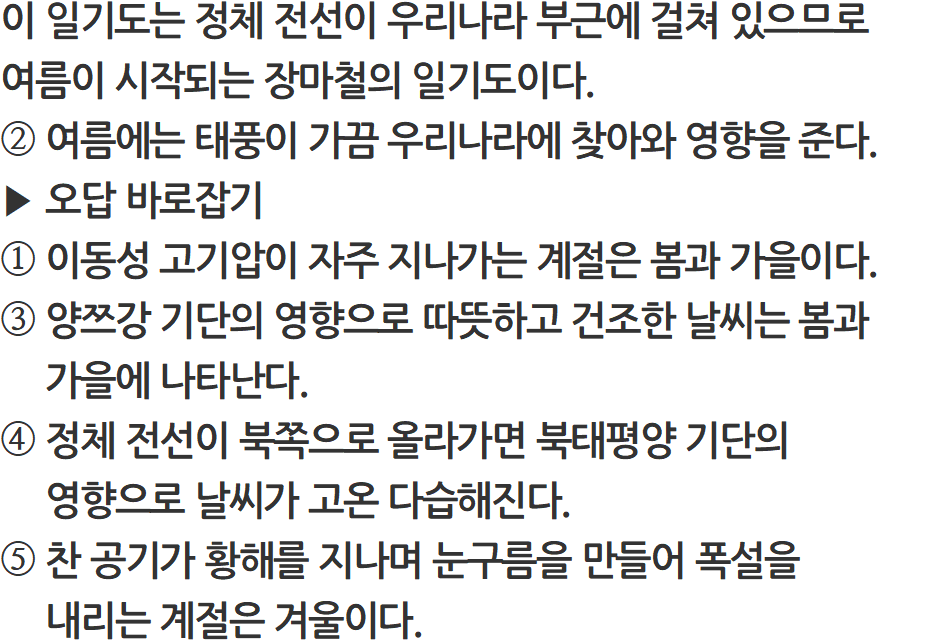 이 일기도는 정체 전선이 우리나라 부근에 걸쳐 있으므로
여름이 시작되는 장마철의 일기도이다.
② 여름에는 태풍이 가끔 우리나라에 찾아와 영향을 준다.
▶ 오답 바로잡기
① 이동성 고기압이 자주 지나가는 계절은 봄과 가을이다.
③ 양쯔강 기단의 영향으로 따뜻하고 건조한 날씨는 봄과
가을에 나타난다.
④ 정체 전선이 북쪽으로 올라가면 북태평양 기단의
영향으로 날씨가 고온 다습해진다.
⑤ 찬 공기가 황해를 지나며 눈구름을 만들어 폭설을
내리는 계절은 겨울이다.